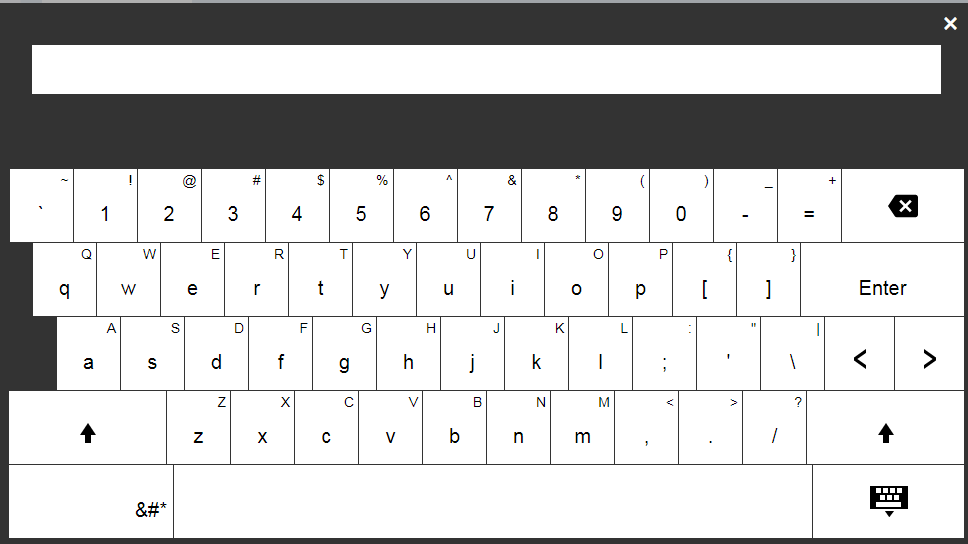 ~ ! @ # $ % ^ & * ( ) _ +
` 1 2 3 4 5 6 7 8 9 0 - =
Q W E R T Y U I O P { }
q w e r t y u i o p [ ] Enter
A S D F G H J K L : " |
a s d f g h j k l ; ' \ < >
Z X C V B N M < > ?
z x c v b n m , . /
&#*